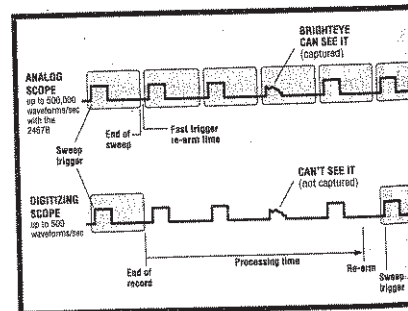 BRIGHTEYE
CAN SEE IT
(captured)
ANALOG
SCOPE
up to 500,000
waveforms/sec
with the
2467B
End of
sweep
Fast trigger
re-arm time
Sweep
trigger
CAN'T SEE IT
(not captured)
DIGITIZING
SCOPE
up to 500
waveforms/sec
End of
record
Processing time
Re-arm
Sweep
trigger